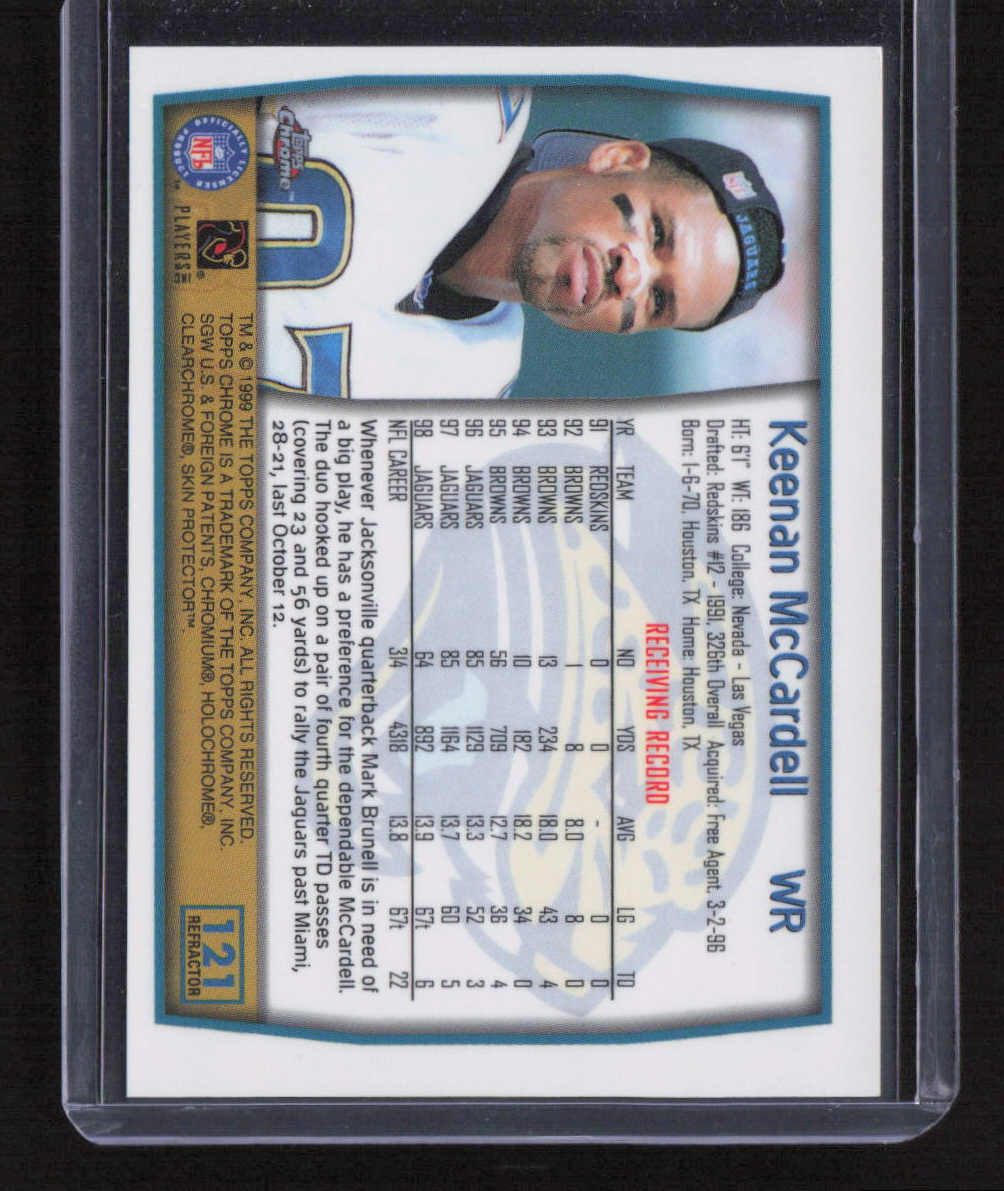 Keenan McCardell WR
HT: 6'1" WT: 186 College: Nevada - Las Vegas
Drafted: Redskins #12 - 1991, 326th Overall Acquired: Free Agent, 3-2-96
Born: 1-6-70, Houston, TX Home: Houston, TX
RECEIVING RECORD
YR TEAM NO YDS AVG LG TD
91 REDSKINS 0 0 - 0 0
92 BROWNS 1 8 8.0 8 0
93 BROWNS 13 234 18.0 43 4
94 BROWNS 10 182 18.2 34 0
95 BROWNS 56 709 12.7 36 4
96 JAGUARS 85 1129 13.3 52 3
97 JAGUARS 85 1164 13.7 60 5
98 JAGUARS 64 892 13.9 67t 6
NFL CAREER 314 4318 13.8 67t 22
Whenever Jacksonville quarterback Mark Brunell is in need of
a big play, he has a preference for the dependable McCardell.
The duo hooked up on a pair of fourth quarter TD passes
(covering 23 and 56 yards) to rally the Jaguars past Miami,
28-21, last October 12.
JAGUARS
NFL
Topps
Chrome™
OFFICIALLY LICENSED PRODUCT
NFL
™
PLAYERS INC
®
TM & © 1999 THE TOPPS COMPANY, INC. ALL RIGHTS RESERVED.
TOPPS CHROME IS A TRADEMARK OF THE TOPPS COMPANY, INC.
SGW U.S. & FOREIGN PATENTS, CHROMIUM®, HOLOCHROME®,
CLEARCHROME®, SKIN PROTECTOR™.
121
REFRACTOR